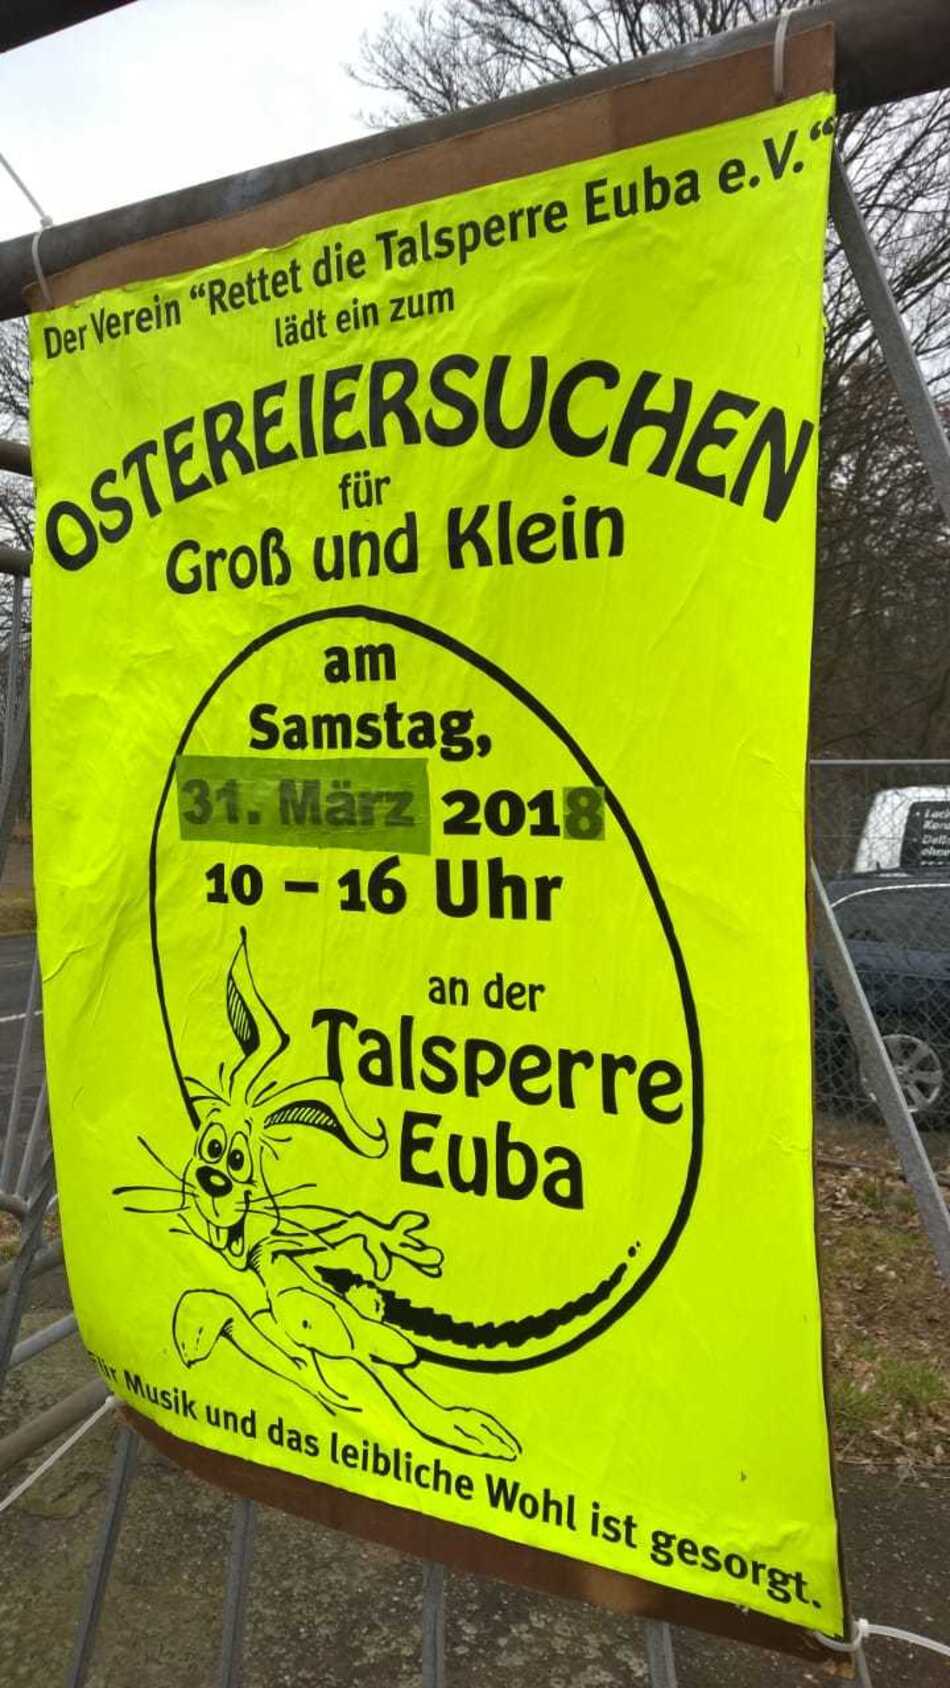 Der Verein “Rettet die Talsperre Euba e.V.“
lädt ein zum
OSTEREIERSUCHEN
für
Groß und Klein
am
Samstag,
31. März 2018
10 – 16 Uhr
an der
Talsperre
Euba
Für Musik und das leibliche Wohl ist gesorgt.